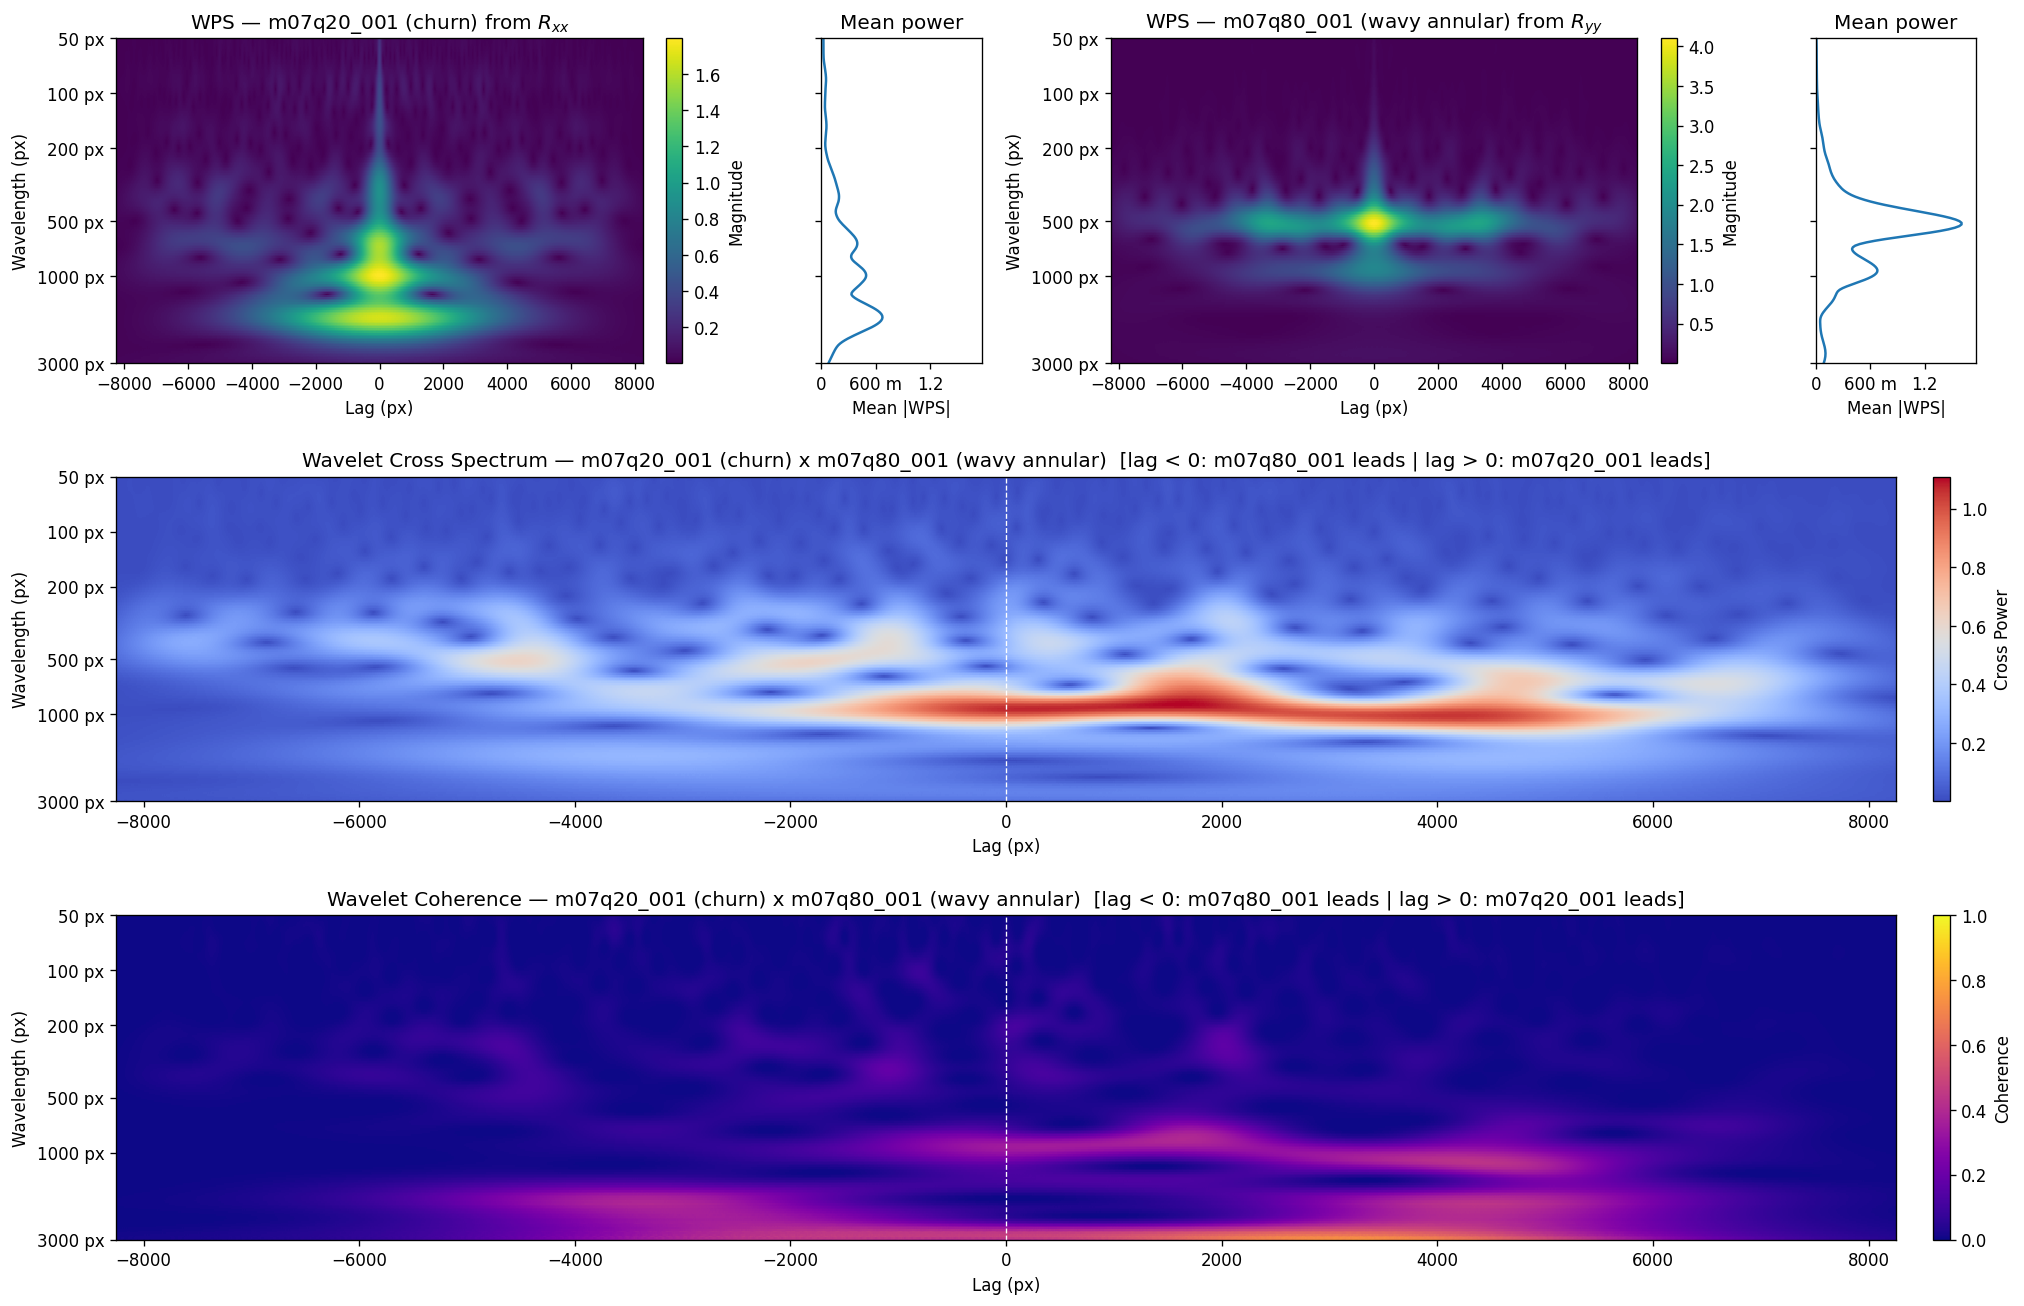 WPS — m07q20_001 (churn) from Rxx
Mean power
WPS — m07q80_001 (wavy annular) from Ryy
Mean power
50 px
100 px
200 px
500 px
1000 px
3000 px
Wavelength (px)
−8000 −6000 −4000 −2000 0 2000 4000 6000 8000
Lag (px)
1.6
1.4
1.2
1.0
0.8
0.6
0.4
0.2
Magnitude
0 600 m 1.2
Mean |WPS|
50 px
100 px
200 px
500 px
1000 px
3000 px
Wavelength (px)
−8000 −6000 −4000 −2000 0 2000 4000 6000 8000
Lag (px)
4.0
3.5
3.0
2.5
2.0
1.5
1.0
0.5
Magnitude
0 600 m 1.2
Mean |WPS|
Wavelet Cross Spectrum — m07q20_001 (churn) x m07q80_001 (wavy annular) [lag < 0: m07q80_001 leads | lag > 0: m07q20_001 leads]
50 px
100 px
200 px
500 px
1000 px
3000 px
Wavelength (px)
−8000 −6000 −4000 −2000 0 2000 4000 6000 8000
Lag (px)
1.0
0.8
0.6
0.4
0.2
Cross Power
Wavelet Coherence — m07q20_001 (churn) x m07q80_001 (wavy annular) [lag < 0: m07q80_001 leads | lag > 0: m07q20_001 leads]
50 px
100 px
200 px
500 px
1000 px
3000 px
Wavelength (px)
−8000 −6000 −4000 −2000 0 2000 4000 6000 8000
Lag (px)
1.0
0.8
0.6
0.4
0.2
0.0
Coherence